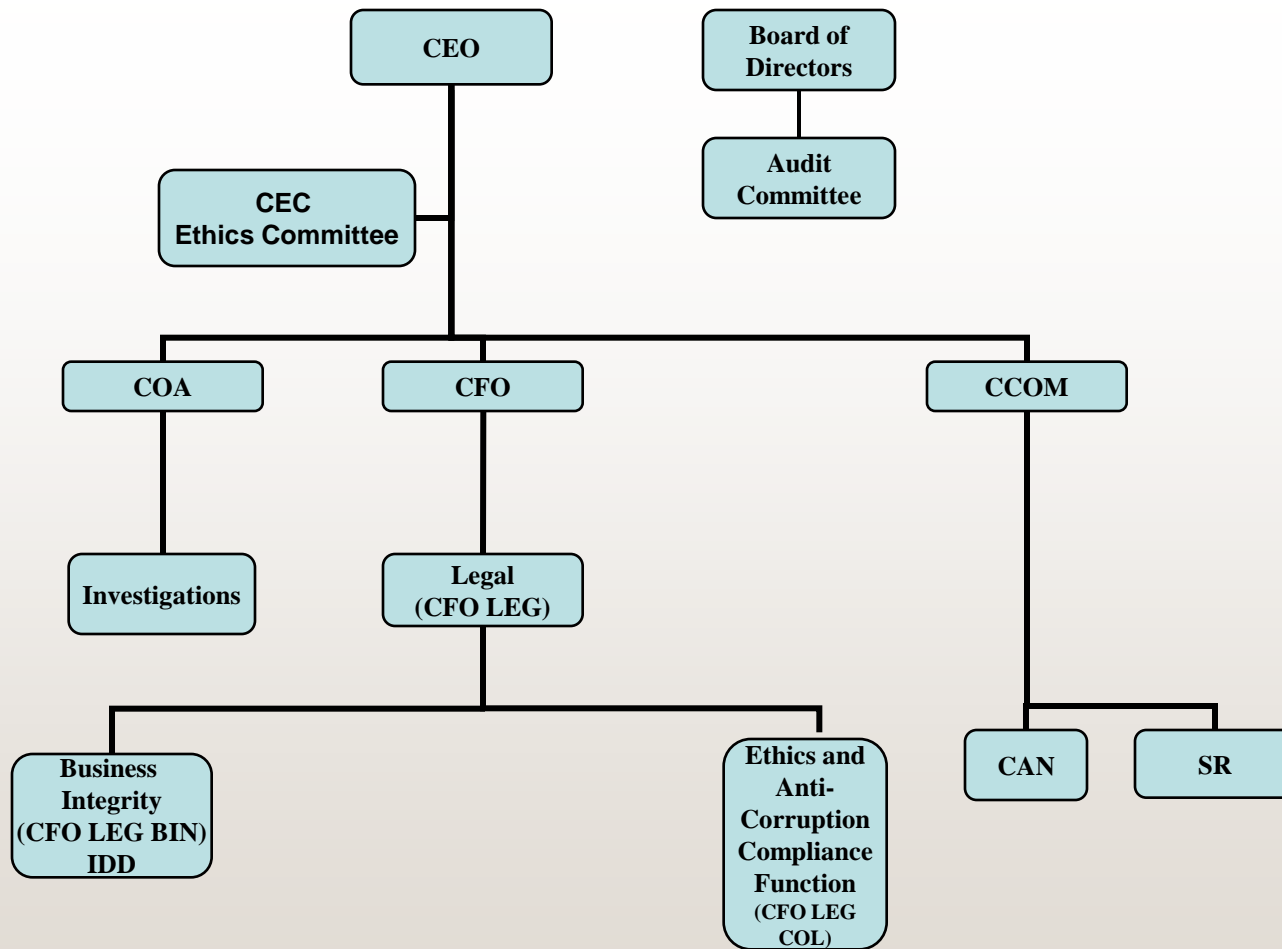 CEO
Board of
Directors
Audit
Committee
CEC
Ethics Committee
COA
CFO
CCOM
Investigations
Legal
(CFO LEG)
Business
Integrity
(CFO LEG BIN)
IDD
Ethics and
Anti-
Corruption
Compliance
Function
(CFO LEG
COL)
CAN
SR